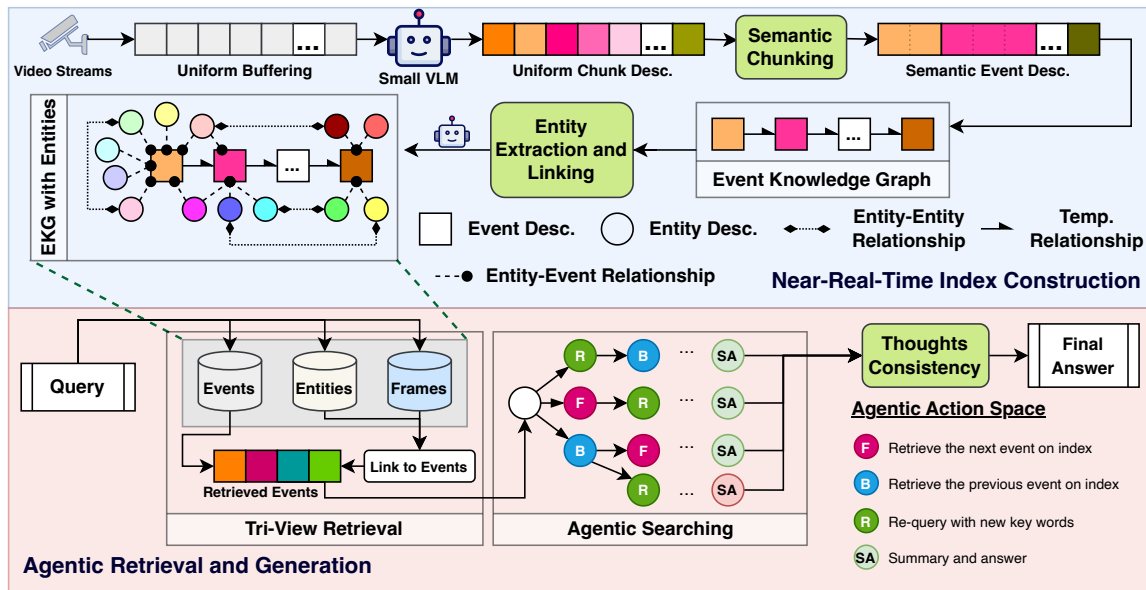 Video Streams
Uniform Buffering
...
Small VLM
Uniform Chunk Desc.
...
Semantic
Chunking
Semantic Event Desc.
...
EKG with Entities
...
Entity
Extraction and
Linking
...
Event Knowledge Graph
Event Desc.
Entity Desc.
Entity-Entity
Relationship
Temp.
Relationship
Entity-Event Relationship
Near-Real-Time Index Construction
Query
Events
Entities
Frames
Link to Events
Retrieved Events
Tri-View Retrieval
R
B
...
SA
F
R
...
SA
B
F
...
SA
R
...
SA
Agentic Searching
Thoughts
Consistency
Final
Answer
Agentic Action Space
F Retrieve the next event on index
B Retrieve the previous event on index
R Re-query with new key words
SA Summary and answer
Agentic Retrieval and Generation